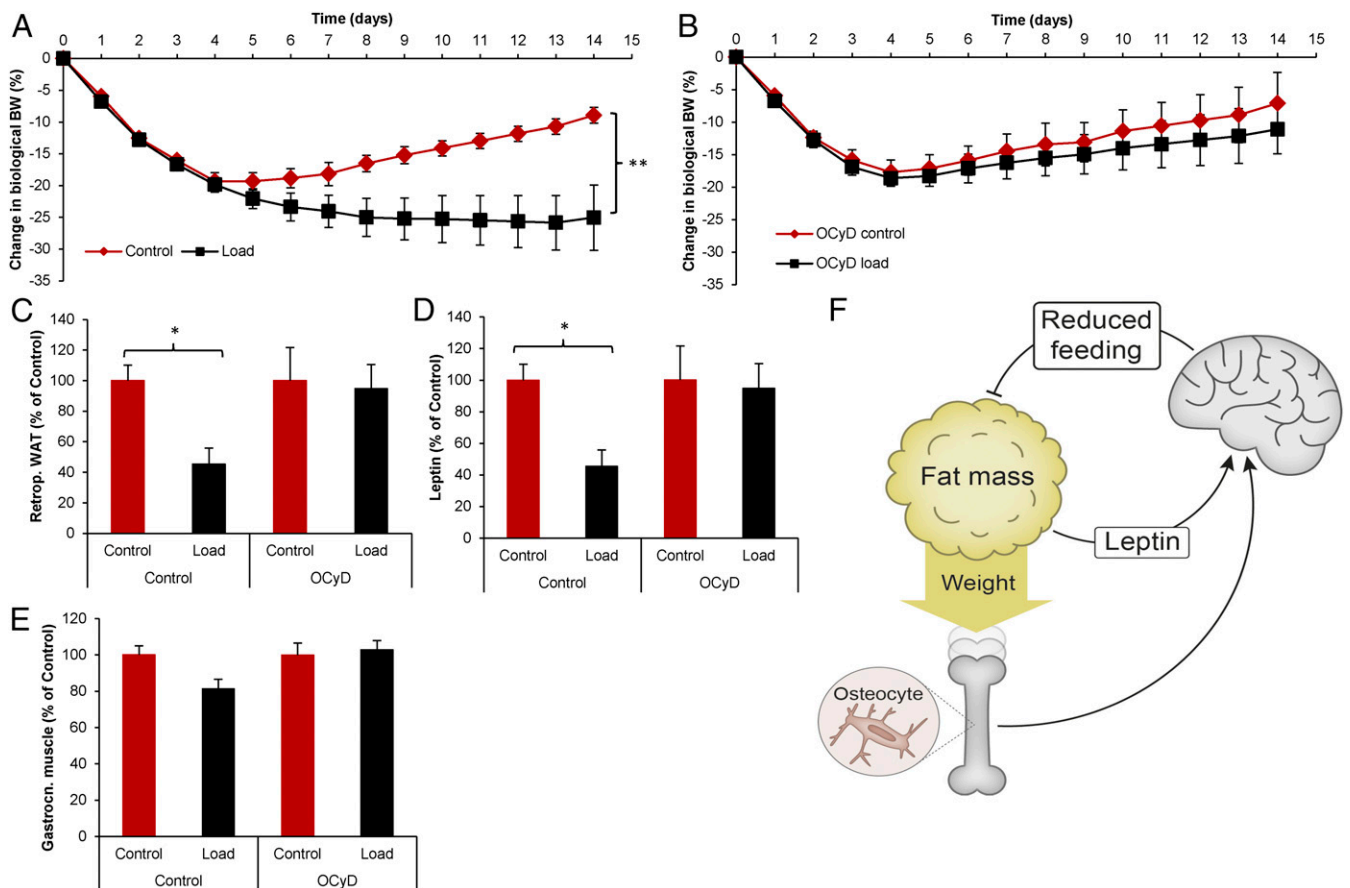 A
Time (days)
0 1 2 3 4 5 6 7 8 9 10 11 12 13 14 15
Change in biological BW (%)
0
-5
-10
-15
-20
-25
-30
-35
**
Control
Load
B
Time (days)
0 1 2 3 4 5 6 7 8 9 10 11 12 13 14 15
Change in biological BW (%)
0
-5
-10
-15
-20
-25
-30
-35
OCyD control
OCyD load
C
Retrop. WAT (% of Control)
140
120
100
80
60
40
20
0
*
Control Load Control Load
Control OCyD
D
Leptin (% of Control)
140
120
100
80
60
40
20
0
*
Control Load Control Load
Control OCyD
E
Gastrocn. muscle (% of Control)
120
100
80
60
40
20
0
Control Load Control Load
Control OCyD
F
Reduced
feeding
Fat mass
Leptin
Weight
Osteocyte